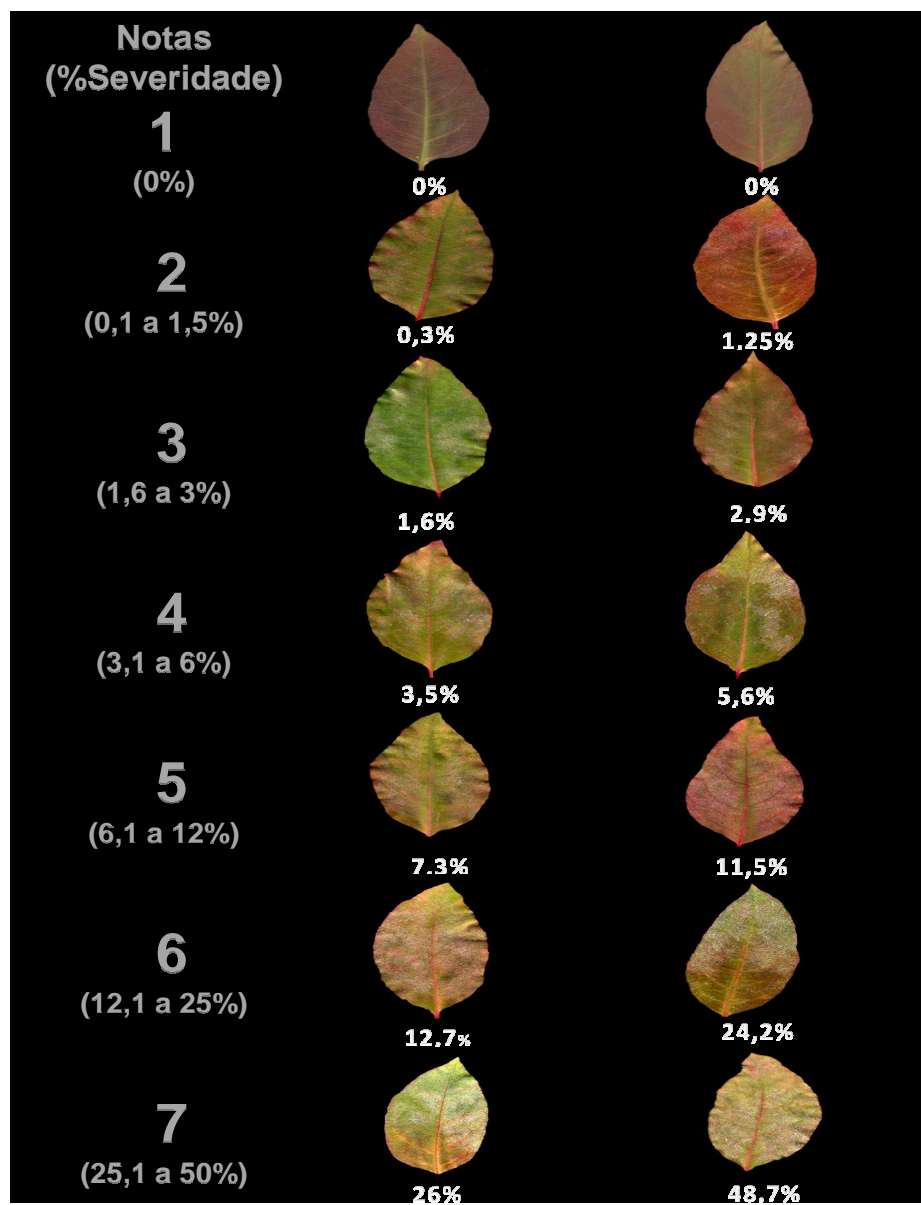 Notas
(%Severidade)
1
(0%)
0%
0%
2
(0,1 a 1,5%)
0,3%
1.25%
3
(1,6 a 3%)
1,6%
2,9%
4
(3,1 a 6%)
3,5%
5,6%
5
(6,1 a 12%)
7.3%
11,5%
6
(12,1 a 25%)
12.7%
24,2%
7
(25,1 a 50%)
26%
48,7%